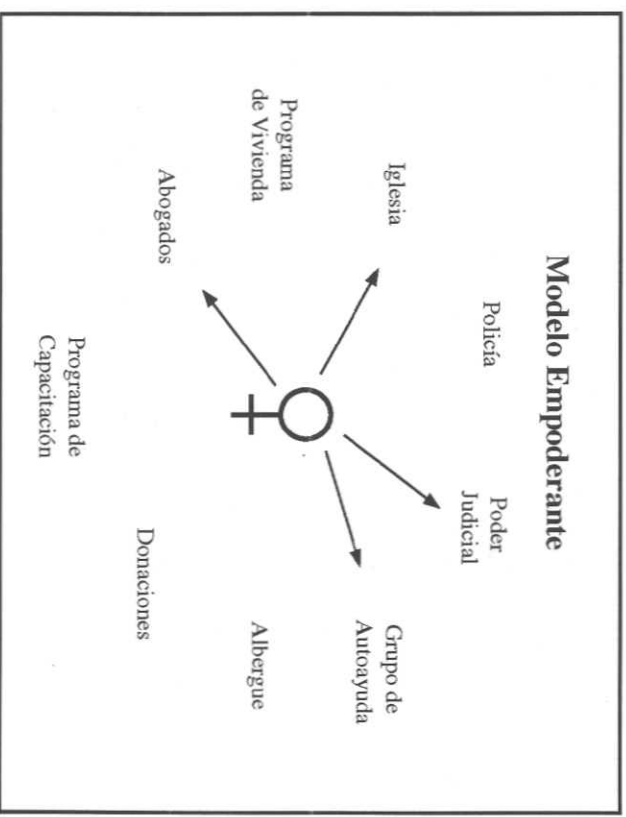 Modelo Empoderante
Policía
Poder
Judicial
Iglesia
Grupo de
Autoayuda
Programa
de Vivienda
Albergue
Abogados
Donaciones
Programa de
Capacitación